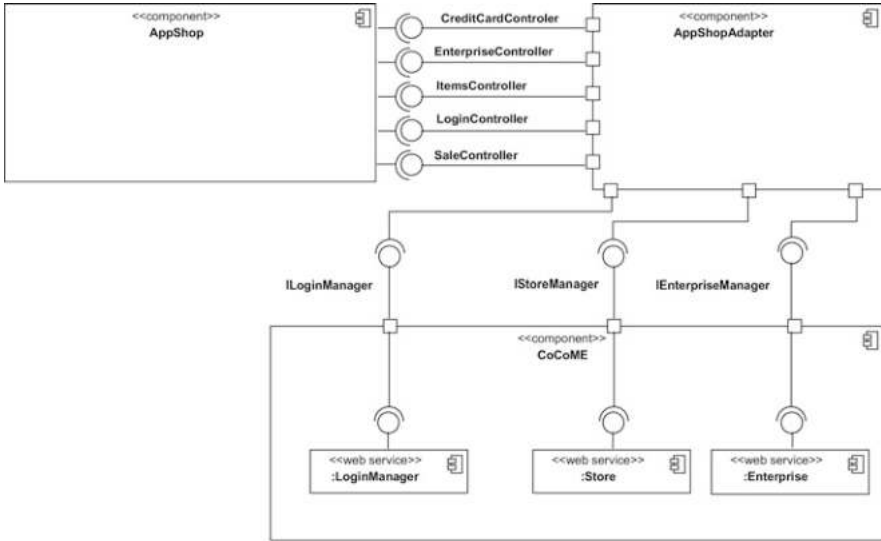 <<component>>
AppShop
CreditCardControler
EnterpriseController
ItemsController
LoginController
SaleController
<<component>>
AppShopAdapter
ILoginManager
IStoreManager
IEnterpriseManager
<<component>>
CoCoME
<<web service>>
:LoginManager
<<web service>>
:Store
<<web service>>
:Enterprise